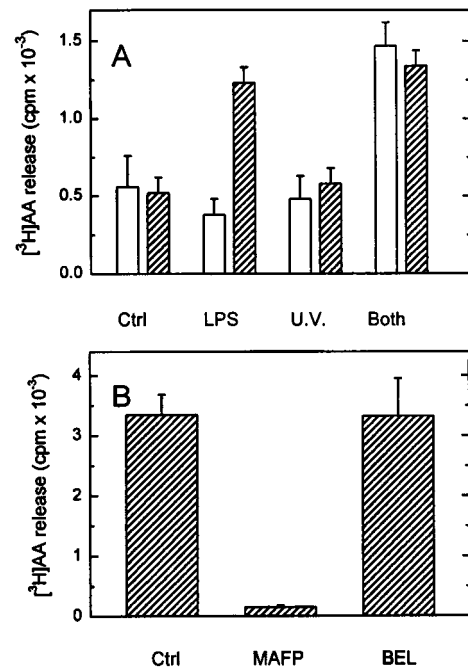 A
[³H]AA release (cpm x 10⁻³)
1.5
1.0
0.5
0.0
Ctrl LPS U.V. Both
B
[³H]AA release (cpm x 10⁻³)
4
3
2
1
0
Ctrl MAFP BEL